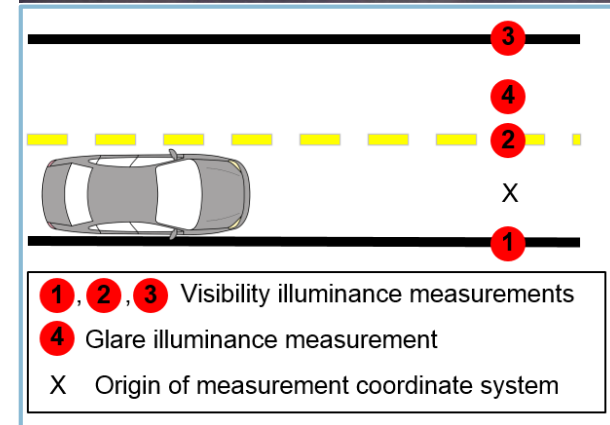 3
4
2
X
1
1, 2, 3 Visibility illuminance measurements
4 Glare illuminance measurement
X Origin of measurement coordinate system